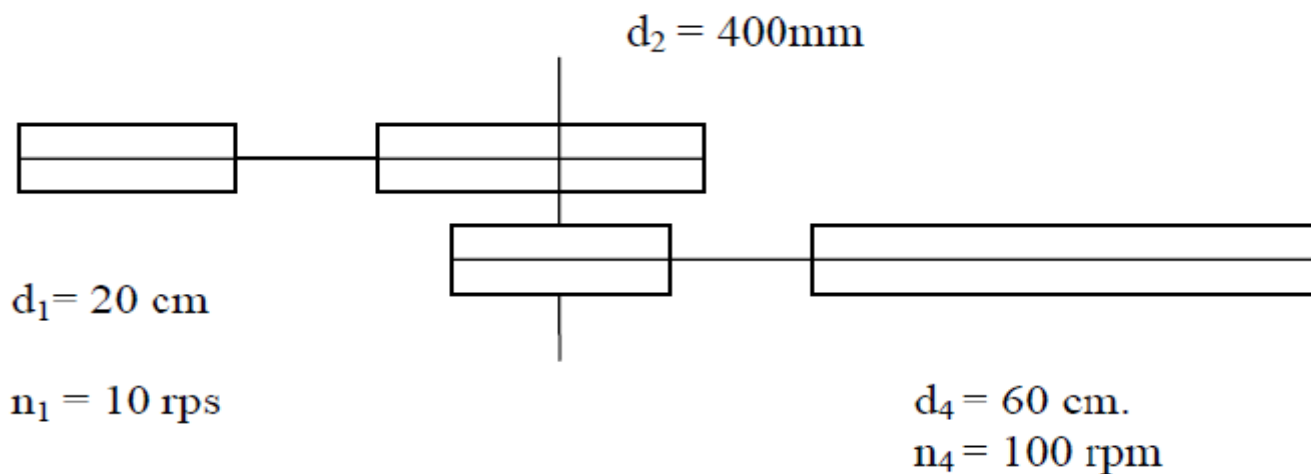 d₂ = 400mm
d₁= 20 cm
n₁ = 10 rps
d₄ = 60 cm.
n₄ = 100 rpm